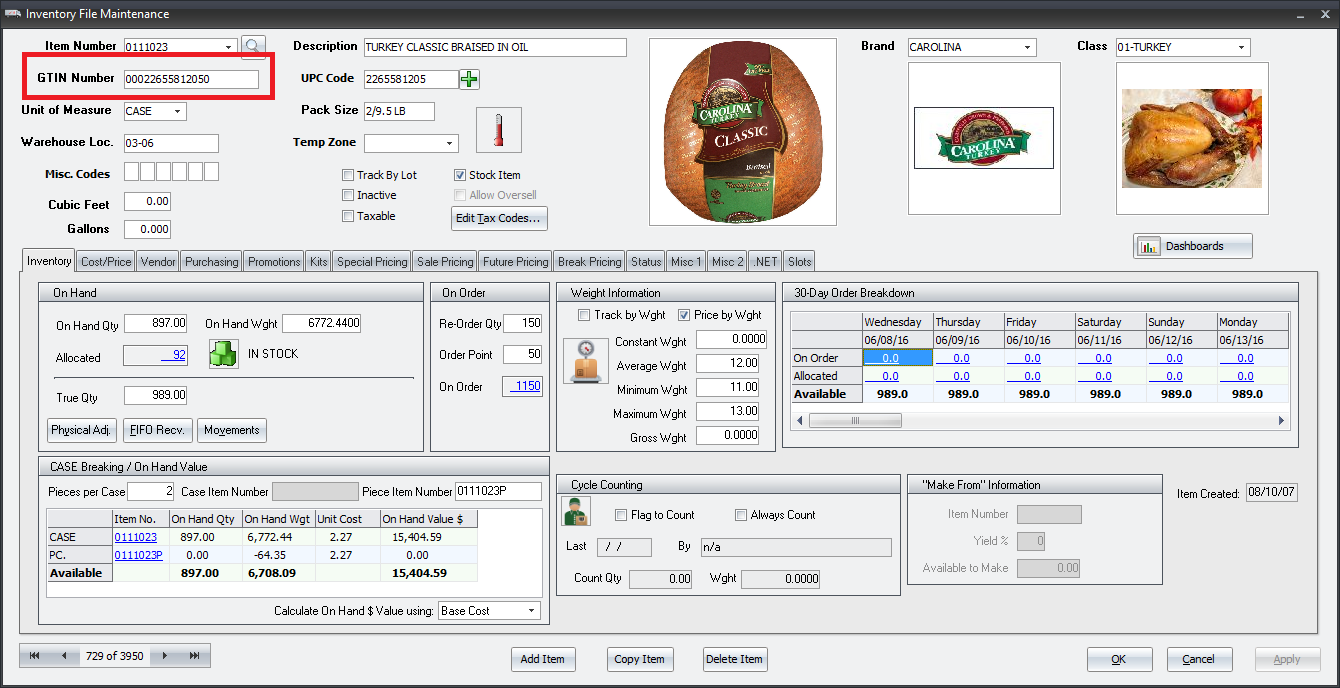 Inventory File Maintenance
Item Number 0111023
Description TURKEY CLASSIC BRAISED IN OIL
Brand CAROLINA
Class 01-TURKEY
GTIN Number 00022655812050
UPC Code 2265581205
Unit of Measure CASE
Pack Size 2/9.5 LB
Warehouse Loc. 03-06
Temp Zone
Misc. Codes
Track By Lot
Stock Item
Inactive
Allow Oversell
Cubic Feet 0.00
Taxable
Edit Tax Codes...
Gallons 0.000
CAROLINA
TURKEY
CLASSIC
CAROLINA
TURKEY
Dashboards
Inventory Cost/Price Vendor Purchasing Promotions Kits Special Pricing Sale Pricing Future Pricing Break Pricing Status Misc 1 Misc 2 .NET Slots
On Hand
On Hand Qty 897.00 On Hand Wght 6772.4400
Allocated 92 IN STOCK
True Qty 989.00
Physical Adj. FIFO Recv. Movements
On Order
Re-Order Qty 150
Order Point 50
On Order 1150
Weight Information
Track by Wght Price by Wght
Constant Wght 0.0000
Average Wght 12.00
Minimum Wght 11.00
Maximum Wght 13.00
Gross Wght 0.0000
30-Day Order Breakdown
Wednesday Thursday Friday Saturday Sunday Monday
06/08/16 06/09/16 06/10/16 06/11/16 06/12/16 06/13/16
On Order 0.0 0.0 0.0 0.0 0.0 0.0
Allocated 0.0 0.0 0.0 0.0 0.0 0.0
Available 989.0 989.0 989.0 989.0 989.0 989.0
CASE Breaking / On Hand Value
Pieces per Case 2 Case Item Number Piece Item Number 0111023P
Item No. On Hand Qty On Hand Wgt Unit Cost On Hand Value $
CASE 0111023 897.00 6,772.44 2.27 15,404.59
PC. 0111023P 0.00 -64.35 2.27 0.00
Available 897.00 6,708.09 15,404.59
Calculate On Hand $ Value using: Base Cost
Cycle Counting
Flag to Count Always Count
Last / / By n/a
Count Qty 0.00 Wght 0.0000
"Make From" Information
Item Number
Yield % 0
Available to Make 0.00
Item Created: 08/10/07
729 of 3950
Add Item Copy Item Delete Item
OK Cancel Apply